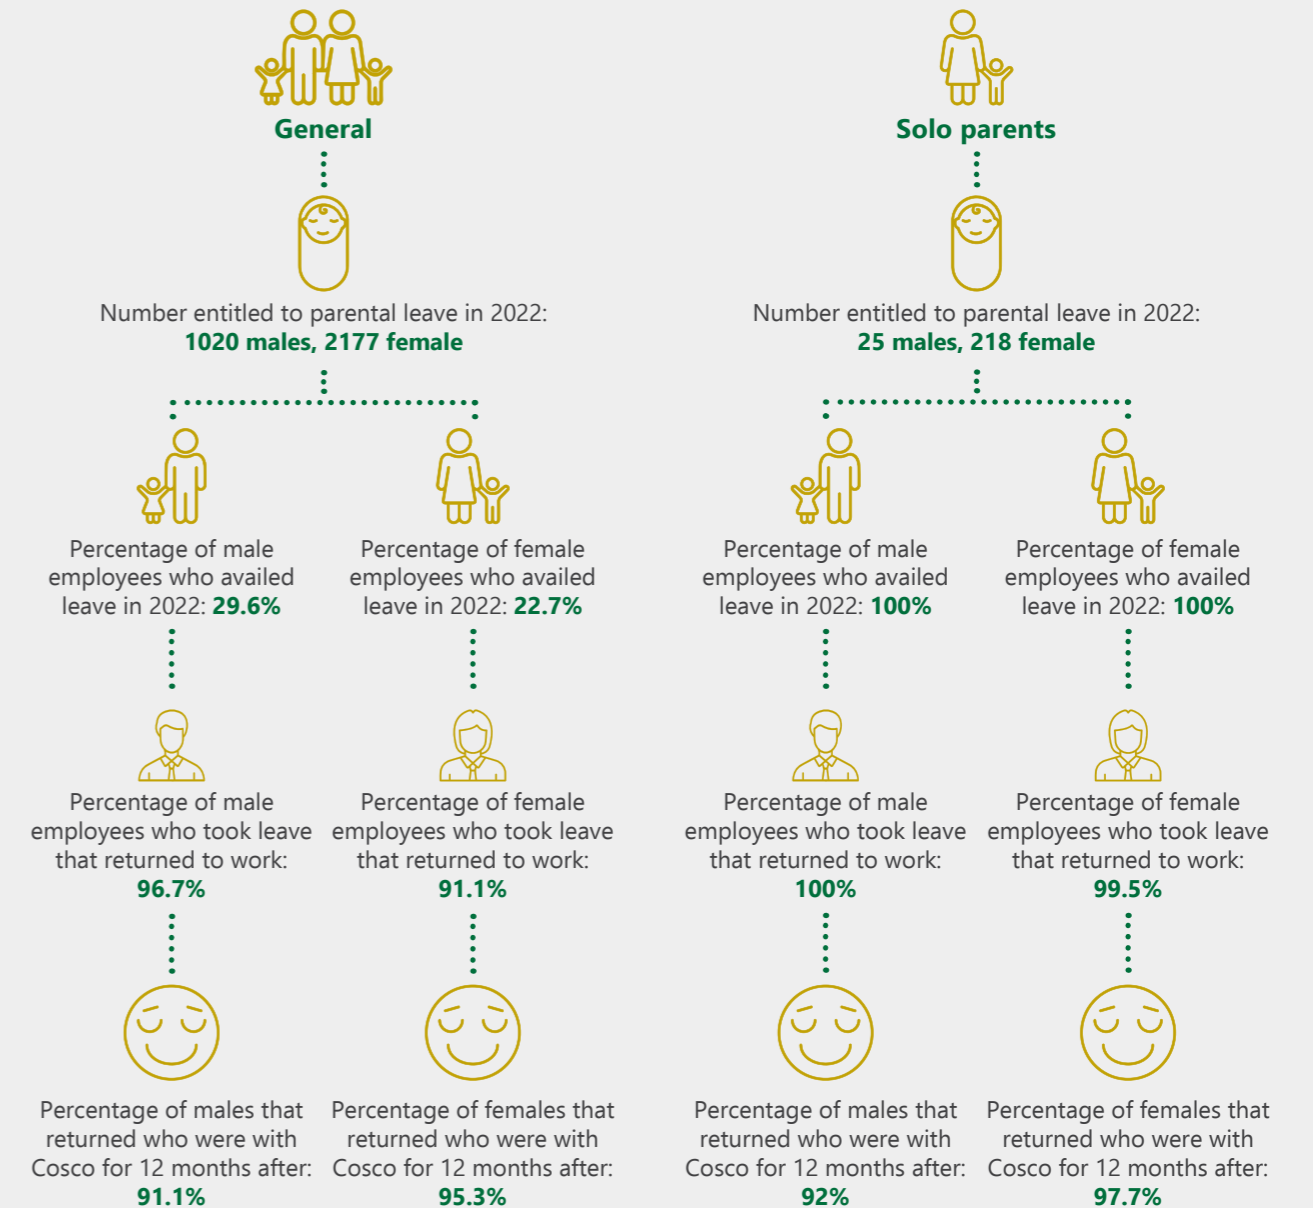 General
Number entitled to parental leave in 2022:
1020 males, 2177 female
Percentage of male
employees who availed
leave in 2022: 29.6%
Percentage of female
employees who availed
leave in 2022: 22.7%
Percentage of male
employees who took leave
that returned to work:
96.7%
Percentage of female
employees who took leave
that returned to work:
91.1%
Percentage of males that
returned who were with
Cosco for 12 months after:
91.1%
Percentage of females that
returned who were with
Cosco for 12 months after:
95.3%
Solo parents
Number entitled to parental leave in 2022:
25 males, 218 female
Percentage of male
employees who availed
leave in 2022: 100%
Percentage of female
employees who availed
leave in 2022: 100%
Percentage of male
employees who took leave
that returned to work:
100%
Percentage of female
employees who took leave
that returned to work:
99.5%
Percentage of males that
returned who were with
Cosco for 12 months after:
92%
Percentage of females that
returned who were with
Cosco for 12 months after:
97.7%